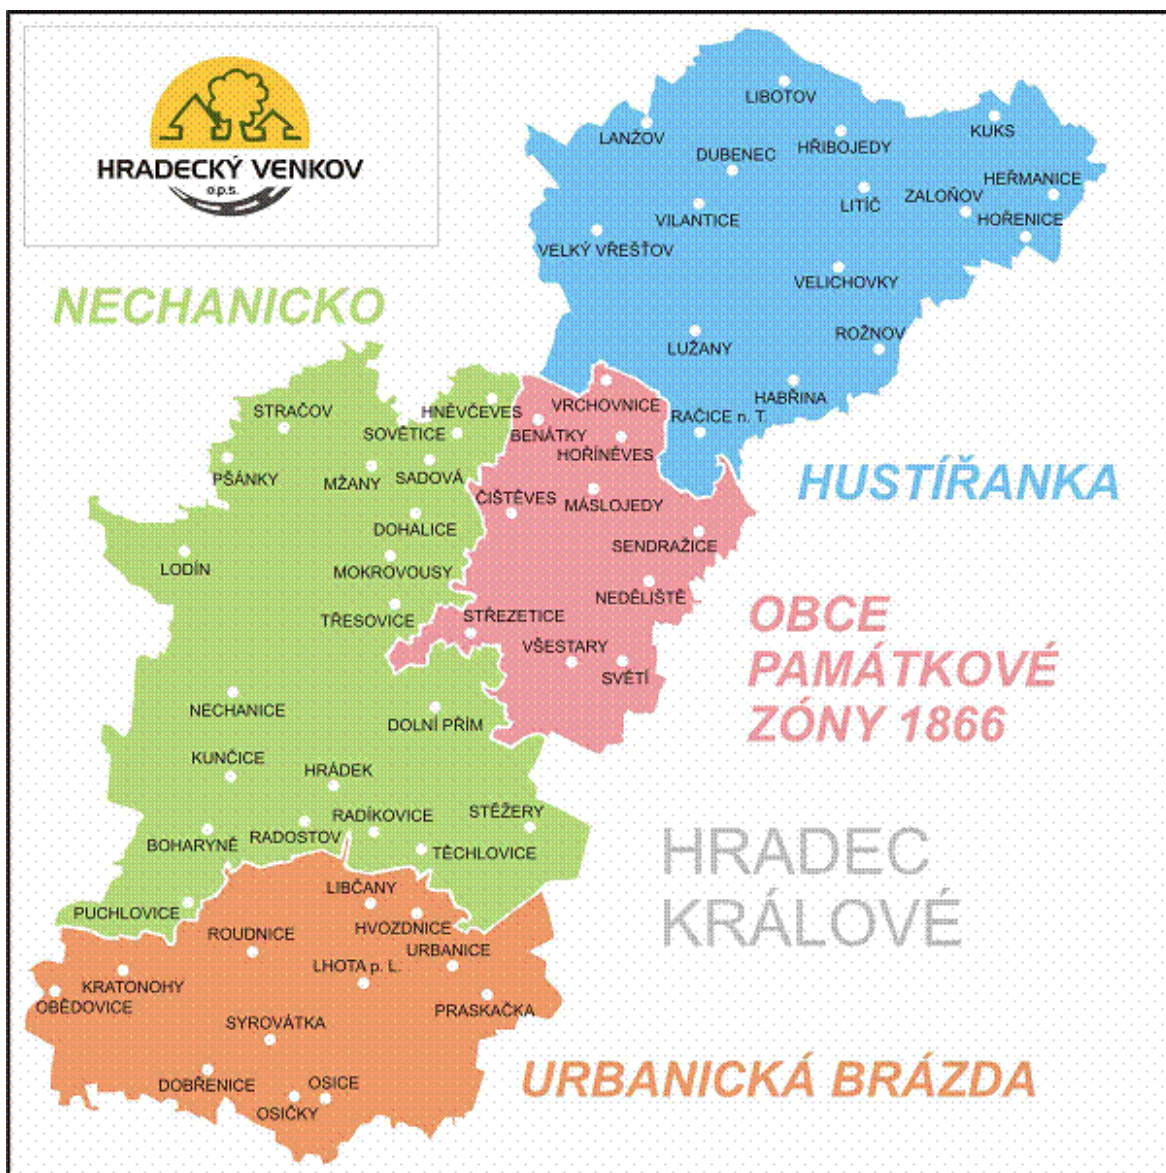 HRADECKÝ VENKOV
o.p.s.
LIBOTOV
LANŽOV
KUKS
HŘIBOJEDY
DUBENEC
HEŘMANICE
LITÍČ
ZALOŇOV
VILANTICE
HOŘENICE
VELKÝ VŘEŠŤOV
VELICHOVKY
ROŽNOV
LUŽANY
HABŘINA
RAČICE n. T.
HUSTÍŘANKA
NECHANICKO
STRAČOV
HNĚVČEVES
SOVĚTICE
PŠÁNKY
MŽANY
SADOVÁ
DOHALICE
LODÍN
MOKROVOUSY
TŘESOVICE
NECHANICE
DOLNÍ PŘÍM
KUNČICE
HRÁDEK
RADÍKOVICE
STĚŽERY
BOHARYNĚ
RADOSTOV
TĚCHLOVICE
PUCHLOVICE
VRCHOVNICE
BENÁTKY
HOŘÍNĚVES
ČIŠTĚVES
MÁSLOJEDY
SENDRAŽICE
NEDĚLIŠTĚ
STŘEZETICE
VŠESTARY
SVĚTÍ
OBCE
PAMÁTKOVÉ
ZÓNY 1866
HRADEC
KRÁLOVÉ
LIBČANY
HVOZDNICE
ROUDNICE
URBANICE
LHOTA p. L.
KRATONOHY
OBĚDOVICE
PRASKAČKA
SYROVÁTKA
DOBŘENICE
OSICE
OSIČKY
URBANICKÁ BRÁZDA